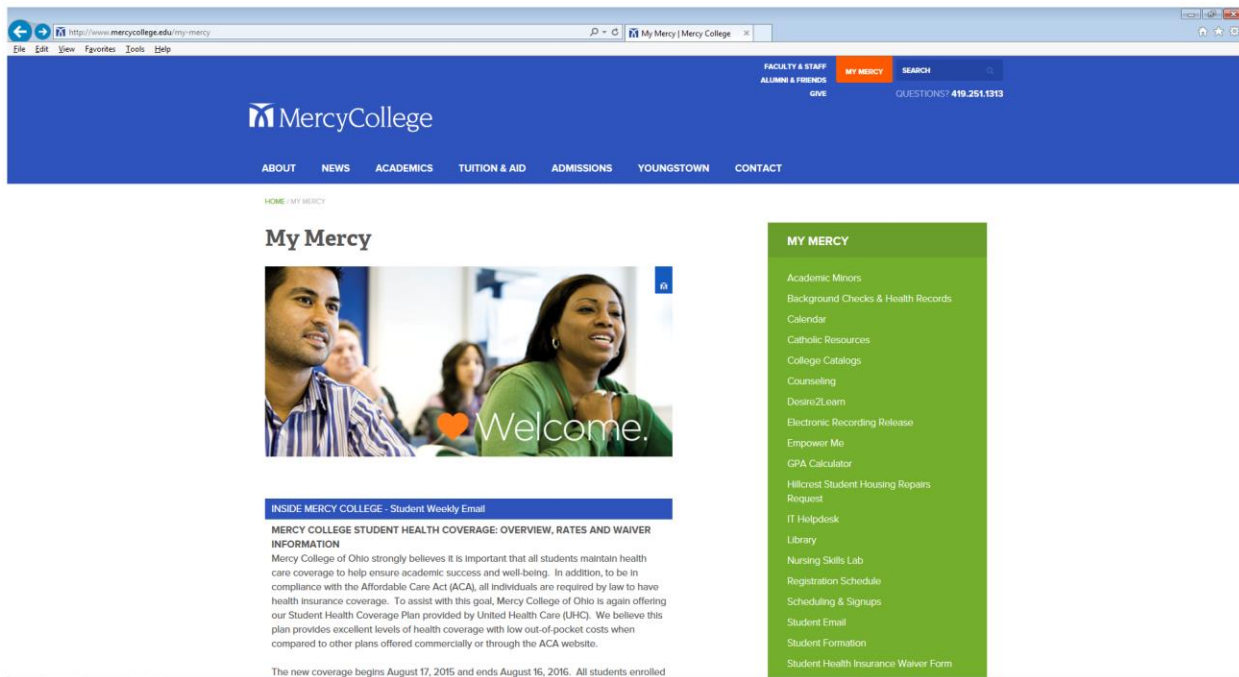 http://www.mercycollege.edu/my-mercy
My Mercy | Mercy College
File Edit View Favorites Tools Help
FACULTY & STAFF
ALUMNI & FRIENDS
GIVE
MY MERCY
SEARCH
QUESTIONS? 419.251.1313
MercyCollege
ABOUT NEWS ACADEMICS TUITION & AID ADMISSIONS YOUNGSTOWN CONTACT
HOME / MY MERCY
My Mercy
Welcome.
INSIDE MERCY COLLEGE - Student Weekly Email
MERCY COLLEGE STUDENT HEALTH COVERAGE: OVERVIEW, RATES AND WAIVER
INFORMATION
Mercy College of Ohio strongly believes it is important that all students maintain health
care coverage to help ensure academic success and well-being. In addition, to be in
compliance with the Affordable Care Act (ACA), all individuals are required by law to have
health insurance coverage. To assist with this goal, Mercy College of Ohio is again offering
our Student Health Coverage Plan provided by United Health Care (UHC). We believe this
plan provides excellent levels of health coverage with low out-of-pocket costs when
compared to other plans offered commercially or through the ACA website.
The new coverage begins August 17, 2015 and ends August 16, 2016. All students enrolled
MY MERCY
Academic Minors
Background Checks & Health Records
Calendar
Catholic Resources
College Catalogs
Counseling
Desire2Learn
Electronic Recording Release
Empower Me
GPA Calculator
Hillcrest Student Housing Repairs
Request
IT Helpdesk
Library
Nursing Skills Lab
Registration Schedule
Scheduling & Signups
Student Email
Student Formation
Student Health Insurance Waiver Form